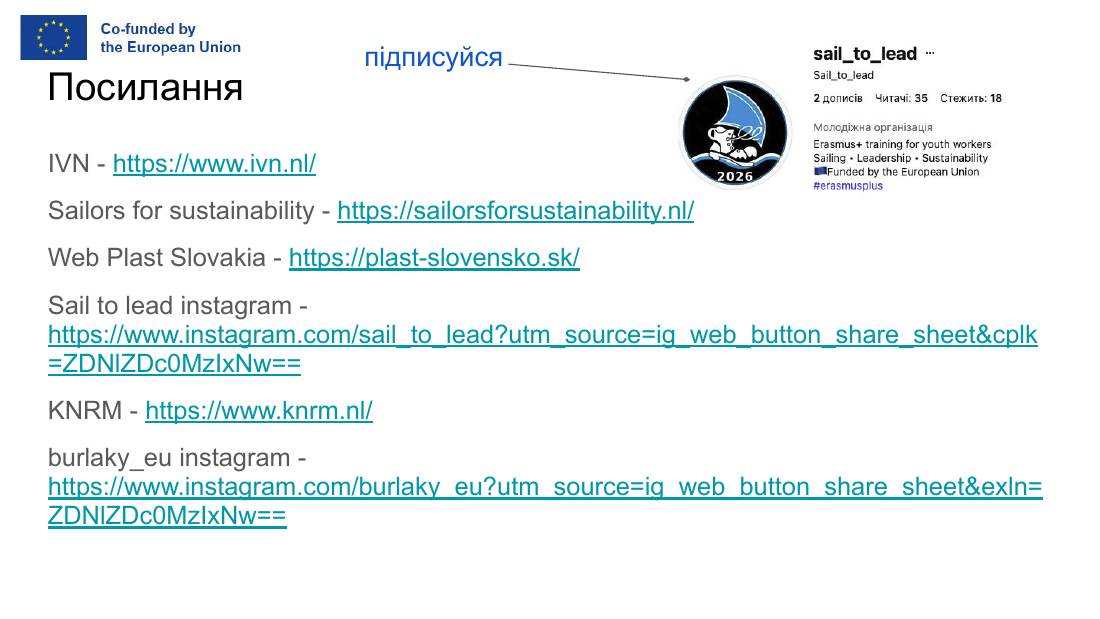 Co-funded by
the European Union
підписуйся
Посилання
sail_to_lead ...
Sail_to_lead
2 дописів Читачі: 35 Стежить: 18
Молодіжна організація
Erasmus+ training for youth workers
Sailing • Leadership • Sustainability
🇪🇺Funded by the European Union
#erasmusplus
2026
IVN - https://www.ivn.nl/
Sailors for sustainability - https://sailorsforsustainability.nl/
Web Plast Slovakia - https://plast-slovensko.sk/
Sail to lead instagram -
https://www.instagram.com/sail_to_lead?utm_source=ig_web_button_share_sheet&cplk
=ZDNlZDc0MzIxNw==
KNRM - https://www.knrm.nl/
burlaky_eu instagram -
https://www.instagram.com/burlaky_eu?utm_source=ig_web_button_share_sheet&exln=
ZDNlZDc0MzIxNw==